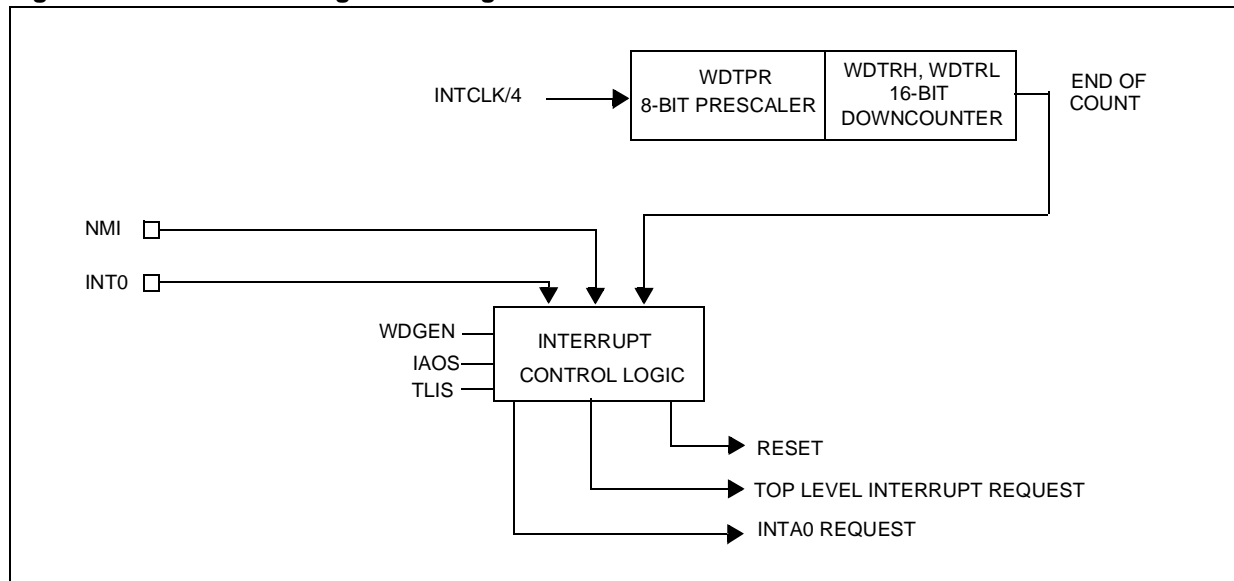 INTCLK/4
WDTPR
8-BIT PRESCALER
WDTRH, WDTRL
16-BIT
DOWNCOUNTER
END OF
COUNT
NMI
INT0
WDGEN
IAOS
TLIS
INTERRUPT
CONTROL LOGIC
RESET
TOP LEVEL INTERRUPT REQUEST
INTA0 REQUEST